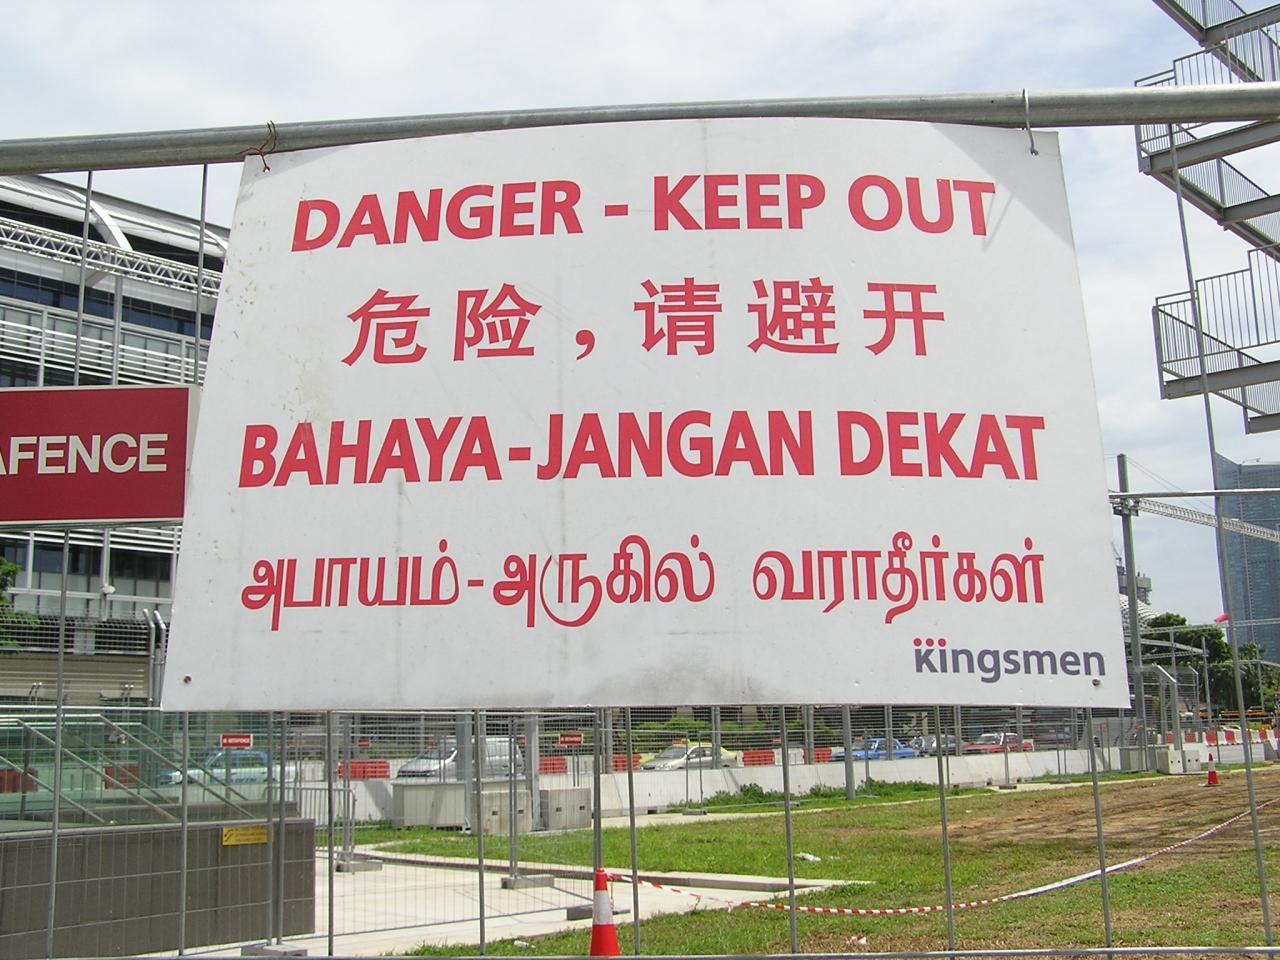 DANGER - KEEP OUT
危险，请避开
BAHAYA-JANGAN DEKAT
அபாயம்-அருகில் வராதீர்கள்
kingsmen
AFENCE